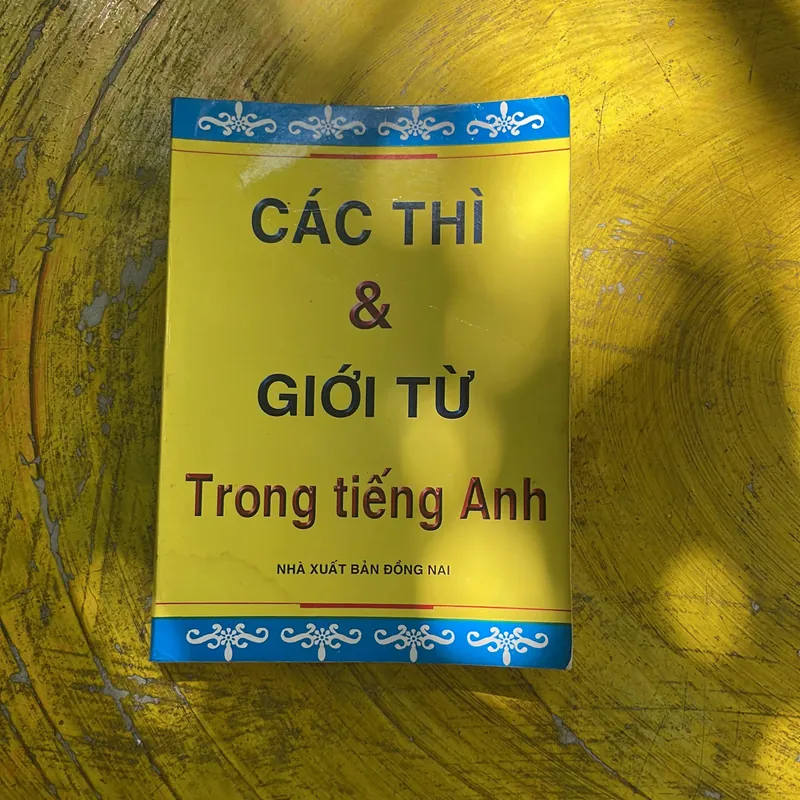 CÁC THÌ
&
GIỚI TỪ
Trong tiếng Anh
NHÀ XUẤT BẢN ĐỒNG NAI